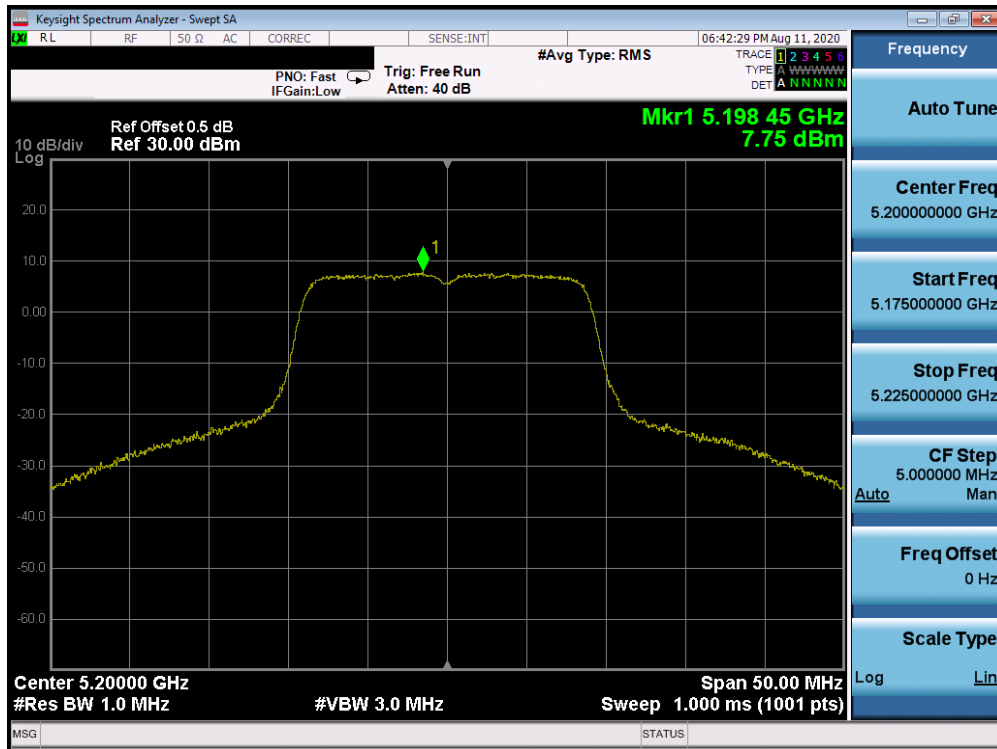 Keysight Spectrum Analyzer - Swept SA
LXI RL RF 50 Ω AC CORREC SENSE:INT 06:42:29 PM Aug 11, 2020
#Avg Type: RMS TRACE 1 2 3 4 5 6
PNO: Fast Trig: Free Run TYPE A WWWWW
IFGain:Low Atten: 40 dB DET A N N N N N
Mkr1 5.198 45 GHz
Ref Offset 0.5 dB 7.75 dBm
10 dB/div Ref 30.00 dBm
Log
1
20.0
10.0
0.00
-10.0
-20.0
-30.0
-40.0
-50.0
-60.0
Center 5.20000 GHz Span 50.00 MHz
#Res BW 1.0 MHz #VBW 3.0 MHz Sweep 1.000 ms (1001 pts)
MSG STATUS
Frequency
Auto Tune
Center Freq
5.200000000 GHz
Start Freq
5.175000000 GHz
Stop Freq
5.225000000 GHz
CF Step
5.000000 MHz
Auto Man
Freq Offset
0 Hz
Scale Type
Log Lin